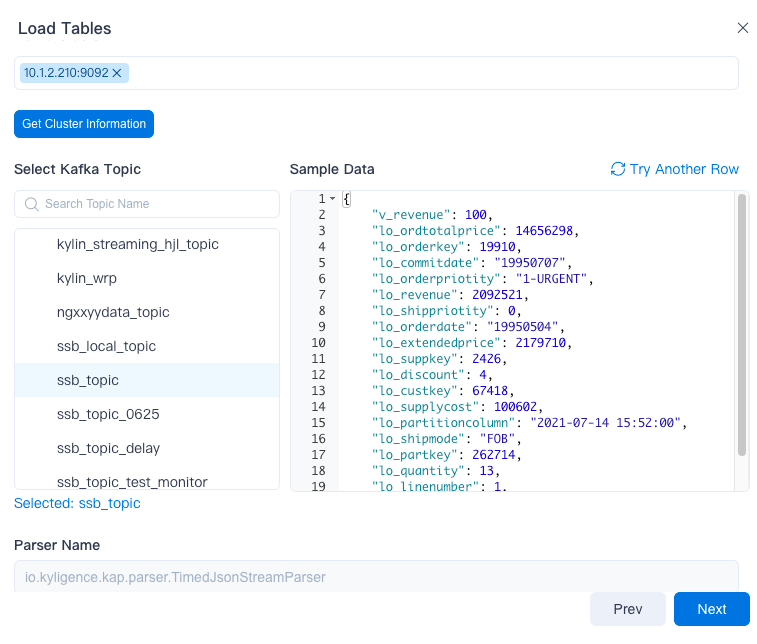 Load Tables
10.1.2.210:9092
Get Cluster Information
Select Kafka Topic
Search Topic Name
kylin_streaming_hjl_topic
kylin_wrp
ngxxyydata_topic
ssb_local_topic
ssb_topic
ssb_topic_0625
ssb_topic_delay
ssb_topic_test_monitor
Selected: ssb_topic
Sample Data
Try Another Row
1 {
2 "v_revenue": 100,
3 "lo_ordtotalprice": 14656298,
4 "lo_orderkey": 19910,
5 "lo_commitdate": "19950707",
6 "lo_orderpriotity": "1-URGENT",
7 "lo_revenue": 2092521,
8 "lo_shippriotity": 0,
9 "lo_orderdate": "19950504",
10 "lo_extendedprice": 2179710,
11 "lo_suppkey": 2426,
12 "lo_discount": 4,
13 "lo_custkey": 67418,
14 "lo_supplycost": 100602,
15 "lo_partitioncolumn": "2021-07-14 15:52:00",
16 "lo_shipmode": "FOB",
17 "lo_partkey": 262714,
18 "lo_quantity": 13,
19 "lo_linenumber": 1,
Parser Name
io.kyligence.kap.parser.TimedJsonStreamParser
Prev
Next